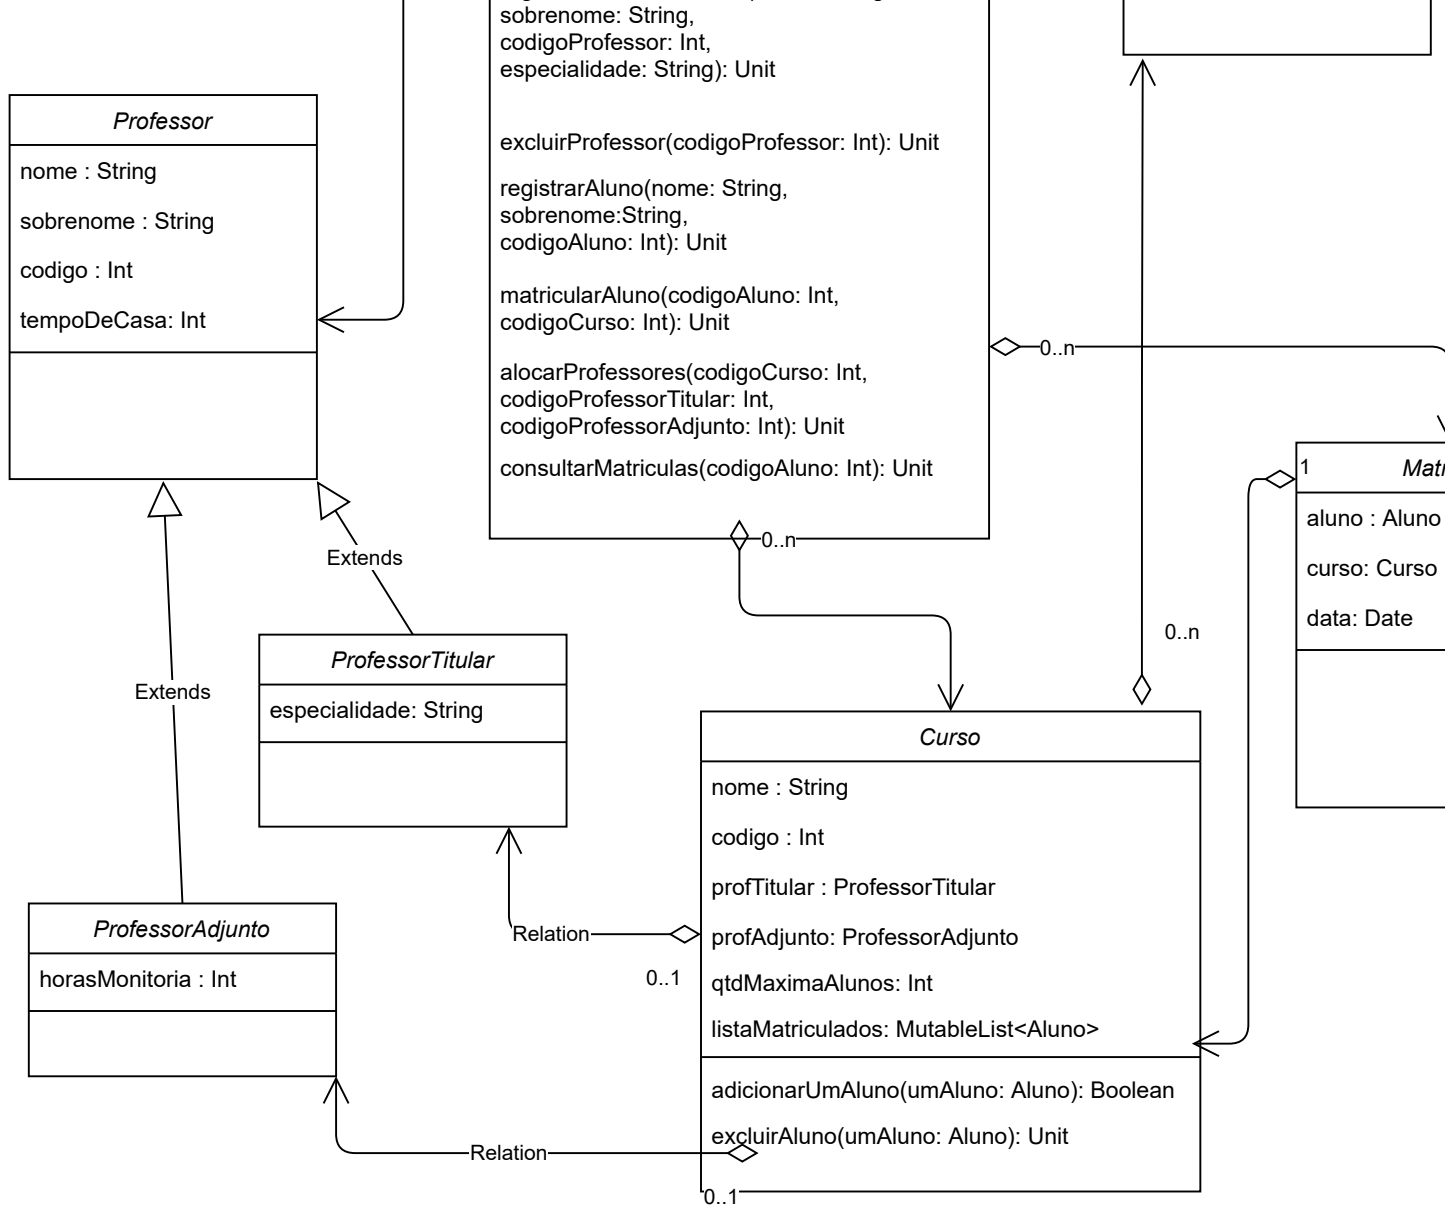 sobrenome: String,
codigoProfessor: Int,
especialidade: String): Unit
excluirProfessor(codigoProfessor: Int): Unit
registrarAluno(nome: String,
sobrenome:String,
codigoAluno: Int): Unit
matricularAluno(codigoAluno: Int,
codigoCurso: Int): Unit
alocarProfessores(codigoCurso: Int,
codigoProfessorTitular: Int,
codigoProfessorAdjunto: Int): Unit
consultarMatriculas(codigoAluno: Int): Unit
0..n
0..n
Professor
nome : String
sobrenome : String
codigo : Int
tempoDeCasa: Int
Extends
Extends
ProfessorTitular
especialidade: String
ProfessorAdjunto
horasMonitoria : Int
Relation
0..1
Relation
0..1
0..n
Curso
nome : String
codigo : Int
profTitular : ProfessorTitular
profAdjunto: ProfessorAdjunto
qtdMaximaAlunos: Int
listaMatriculados: MutableList<Aluno>
adicionarUmAluno(umAluno: Aluno): Boolean
excluirAluno(umAluno: Aluno): Unit
1
Matr
aluno : Aluno
curso: Curso
data: Date